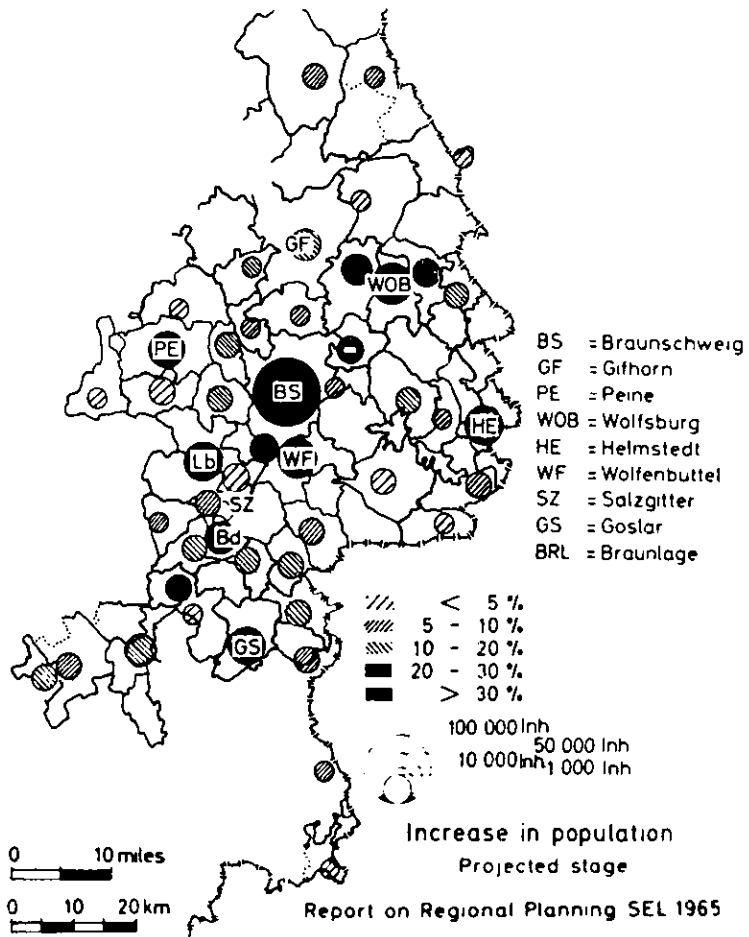 GF
WOB
PE
BS
HE
Lb
WF
SZ
Bd
GS
BS = Braunschweig
GF = Gifhorn
PE = Peine
WOB = Wolfsburg
HE = Helmstedt
WF = Wolfenbuttel
SZ = Salzgitter
GS = Goslar
BRL = Braunlage
< 5 %
5 - 10 %
10 - 20 %
20 - 30 %
> 30 %
100 000 Inh
50 000 Inh
10 000 Inh
1 000 Inh
Increase in population
Projected stage
0 10 miles
0 10 20 km
Report on Regional Planning SEL 1965